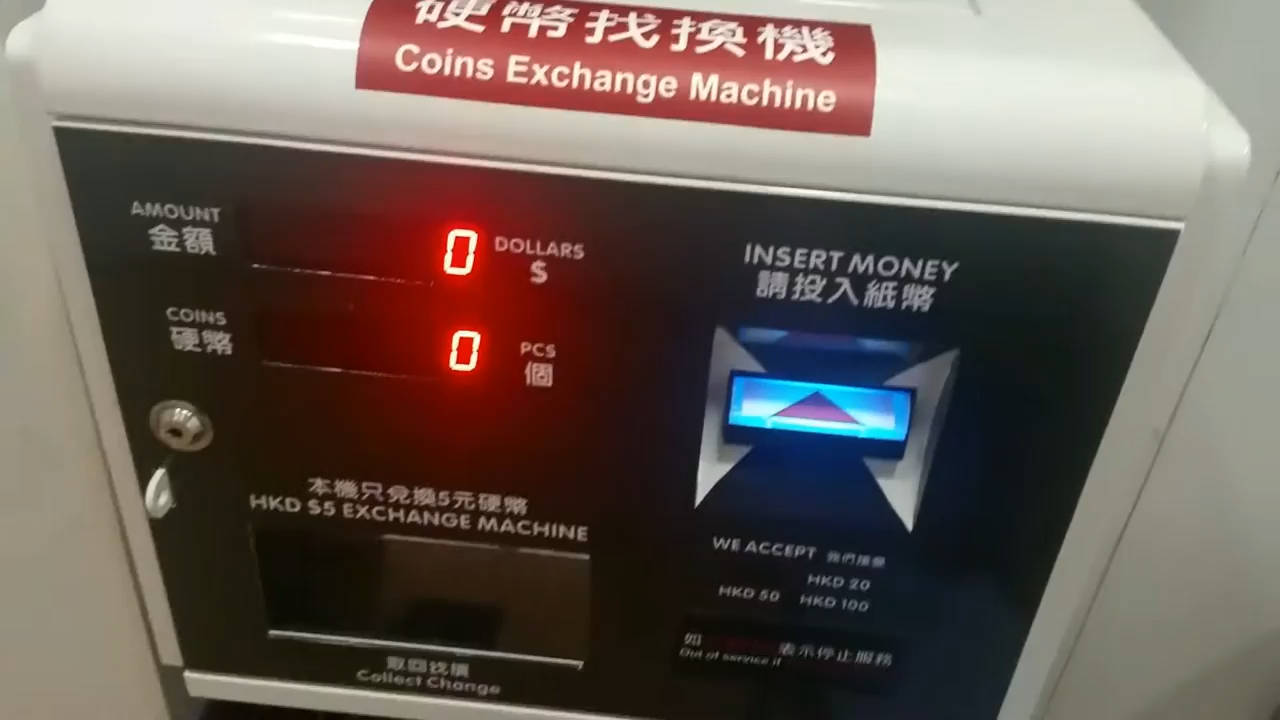 硬幣找換機
Coins Exchange Machine
AMOUNT
金額
0
DOLLARS
$
COINS
硬幣
0
PCS
個
INSERT MONEY
請投入紙幣
本機只兌換5元硬幣
HKD $5 EXCHANGE MACHINE
WE ACCEPT 我們接受
HKD 20
HKD 50 HKD 100
如 表示停止服務
Out of service if
取回找續
Collect Change